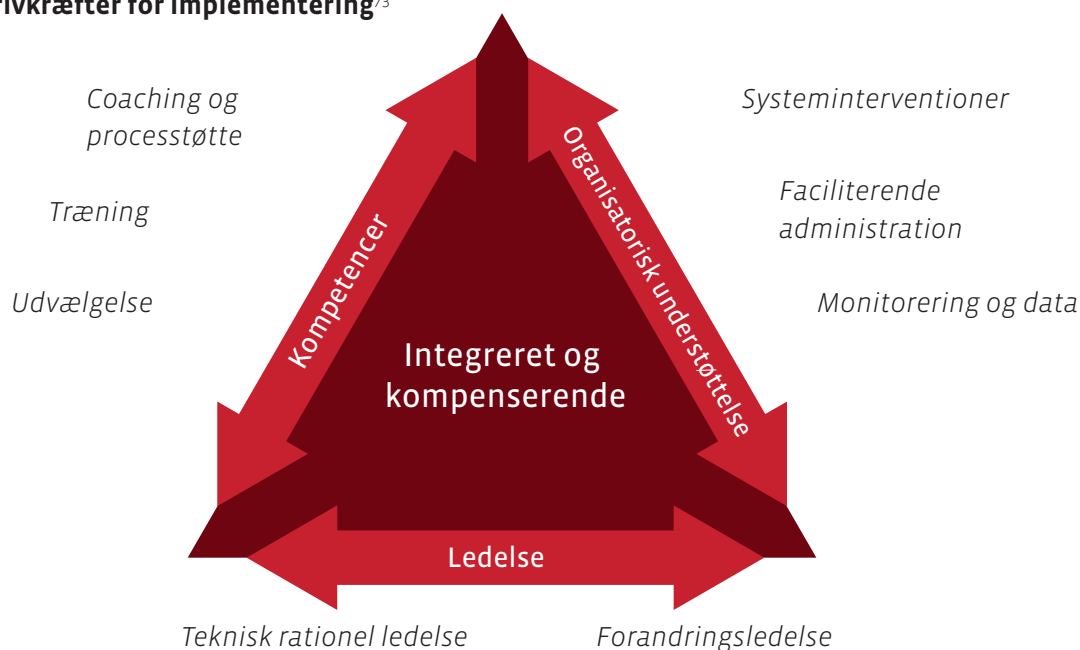 rivkræfter for implementering73
Coaching og
processtøtte
Træning
Udvælgelse
Kompetencer
Organisatorisk understøttelse
Systeminterventioner
Faciliterende
administration
Monitorering og data
Integreret og
kompenserende
Ledelse
Teknisk rationel ledelse
Forandringsledelse